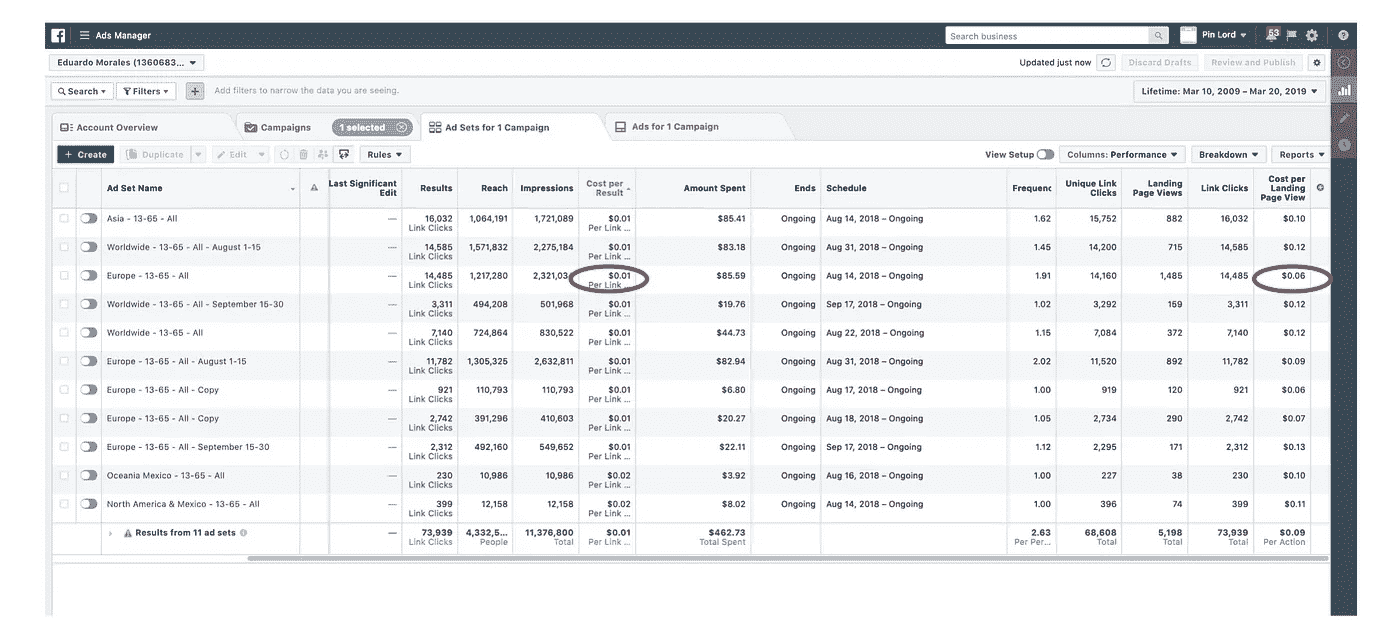 f Ads Manager Search business Pin Lord 53
Eduardo Morales (1360683... Updated just now Discard Drafts Review and Publish
Search Filters + Add filters to narrow the data you are seeing. Lifetime: Mar 10, 2009 – Mar 20, 2019
Account Overview Campaigns 1 selected Ad Sets for 1 Campaign Ads for 1 Campaign
+ Create Duplicate Edit Rules View Setup Columns: Performance Breakdown Reports
Ad Set Name Last Significant Edit Results Reach Impressions Cost per Result Amount Spent Ends Schedule Frequenc Unique Link Clicks Landing Page Views Link Clicks Cost per Landing Page View
Asia - 13-65 - All — 16,032 1,064,191 1,721,089 $0.01 $85.41 Ongoing Aug 14, 2018 – Ongoing 1.62 15,752 882 16,032 $0.10
Link Clicks Per Link ...
Worldwide - 13-65 - All - August 1-15 — 14,585 1,571,832 2,275,184 $0.01 $83.18 Ongoing Aug 31, 2018 – Ongoing 1.45 14,200 715 14,585 $0.12
Link Clicks Per Link ...
Europe - 13-65 - All — 14,485 1,217,280 $0.01 $85.59 Ongoing Aug 14, 2018 – Ongoing 1.91 14,160 1,485 14,485 $0.06
Link Clicks Per Link ...
Worldwide - 13-65 - All - September 15-30 — 3,311 494,208 501,968 $0.01 $19.76 Ongoing Sep 17, 2018 – Ongoing 1.02 3,292 159 3,311 $0.12
Link Clicks Per Link ...
Worldwide - 13-65 - All — 7,140 724,864 830,522 $0.01 $44.73 Ongoing Aug 22, 2018 – Ongoing 1.15 7,084 372 7,140 $0.12
Link Clicks Per Link ...
Europe - 13-65 - All - August 1-15 — 11,782 1,305,325 2,632,811 $0.01 $82.94 Ongoing Aug 31, 2018 – Ongoing 2.02 11,520 892 11,782 $0.09
Link Clicks Per Link ...
Europe - 13-65 - All - Copy — 921 110,793 110,793 $0.01 $6.80 Ongoing Aug 17, 2018 – Ongoing 1.00 919 120 921 $0.06
Link Clicks Per Link ...
Europe - 13-65 - All - Copy — 2,742 391,296 410,603 $0.01 $20.27 Ongoing Aug 18, 2018 – Ongoing 1.05 2,734 290 2,742 $0.07
Link Clicks Per Link ...
Europe - 13-65 - All - September 15-30 — 2,312 492,160 549,652 $0.01 $22.11 Ongoing Sep 17, 2018 – Ongoing 1.12 2,295 171 2,312 $0.13
Link Clicks Per Link ...
Oceania Mexico - 13-65 - All — 230 10,986 10,986 $0.02 $3.92 Ongoing Aug 16, 2018 – Ongoing 1.00 227 38 230 $0.10
Link Clicks Per Link ...
North America & Mexico - 13-65 - All — 399 12,158 12,158 $0.02 $8.02 Ongoing Aug 14, 2018 – Ongoing 1.00 396 74 399 $0.11
Link Clicks Per Link ...
Results from 11 ad sets — 73,939 4,332,5... 11,376,800 $0.01 $462.73 2.63 68,608 5,198 73,939 $0.09
Link Clicks People Total Per Link ... Total Spent Per Per... Total Total Total Per Action